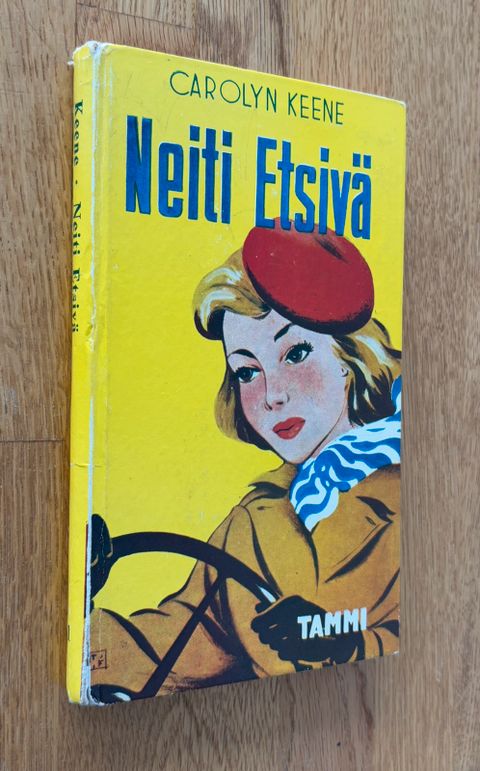 CAROLYN KEENE
Neiti Etsivä
TAMMI
Keene · Neiti Etsivä